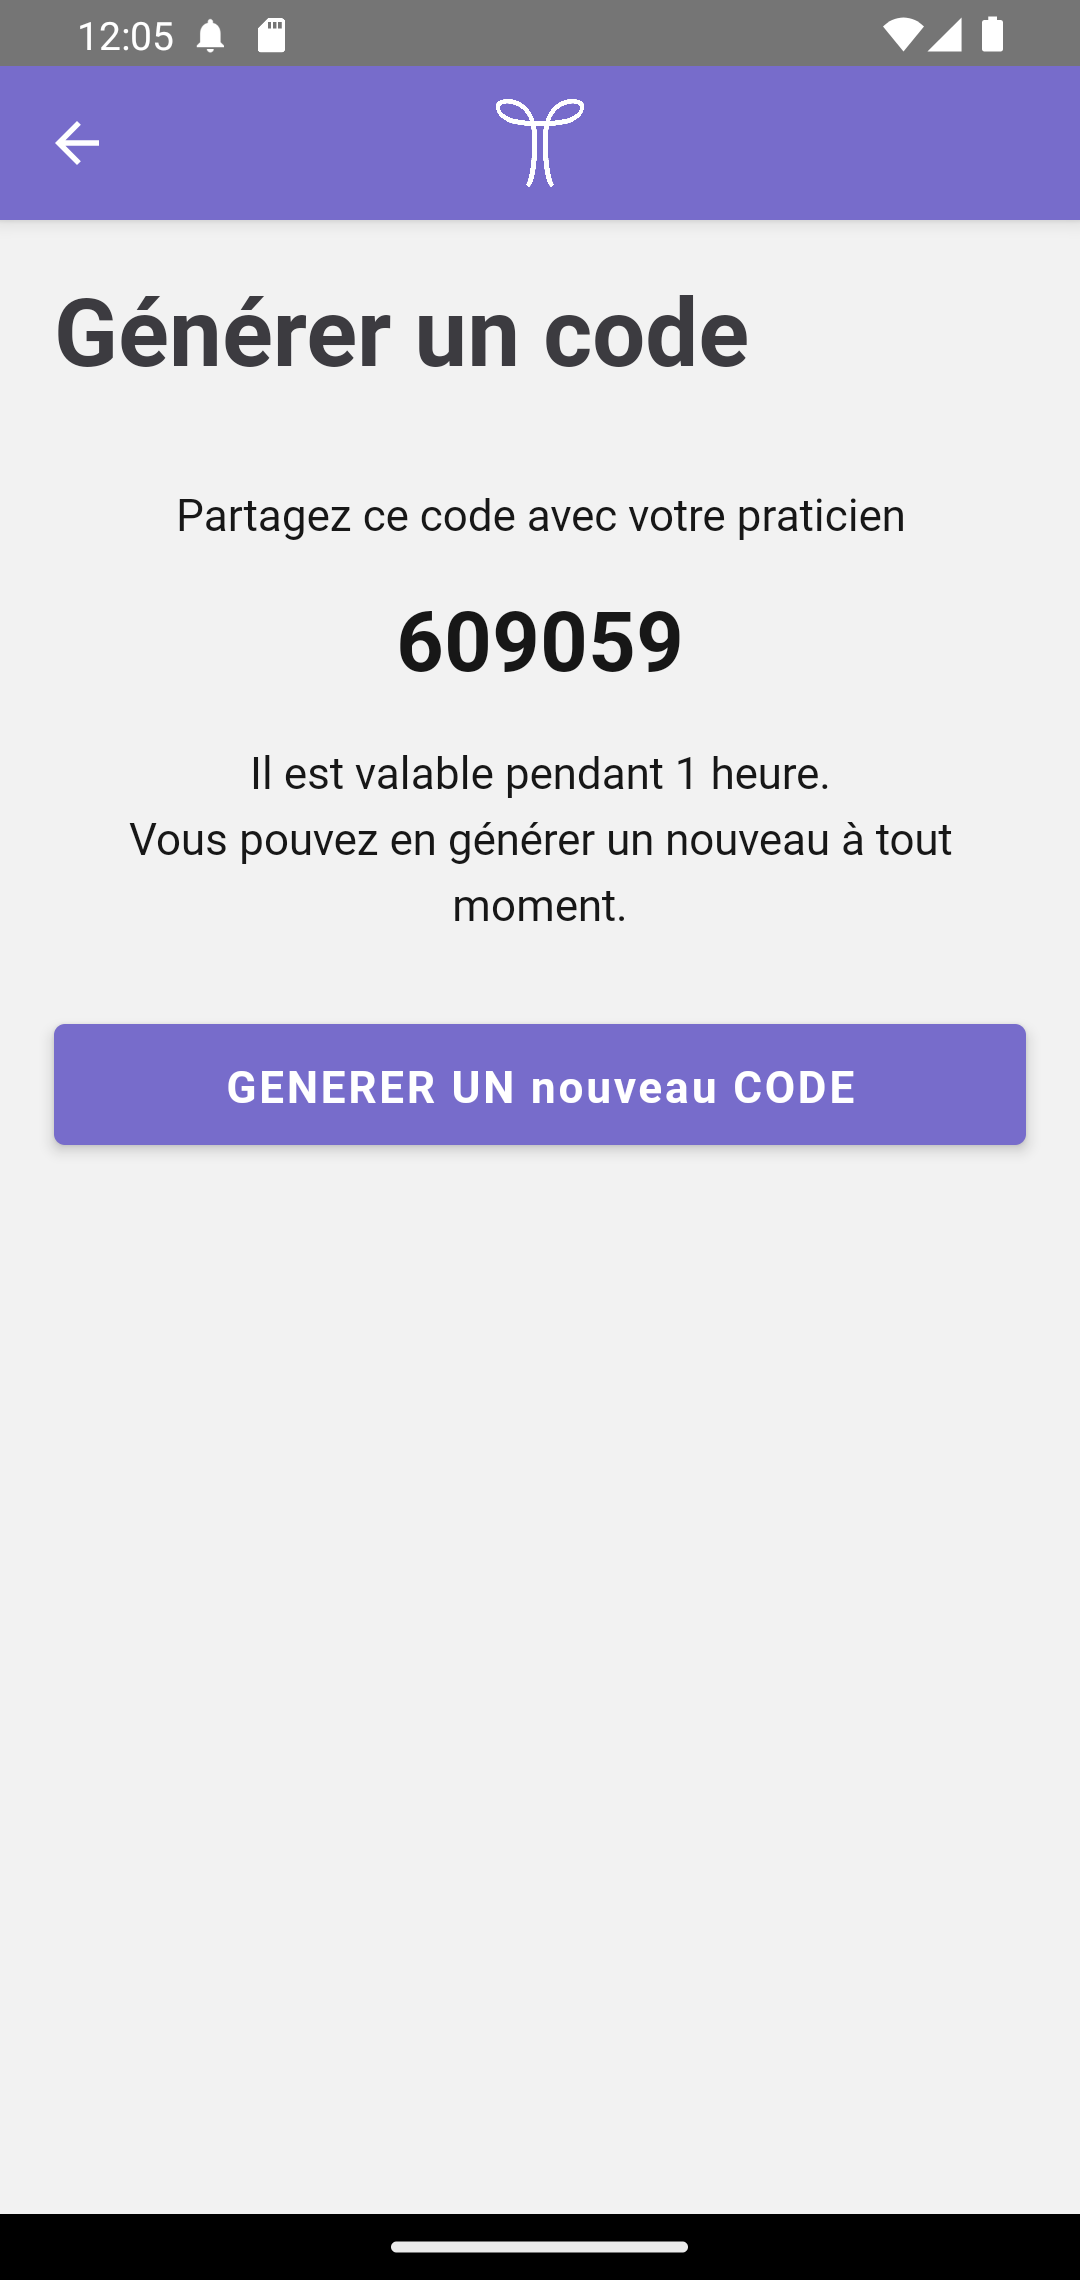 12:05
Générer un code
Partagez ce code avec votre praticien
609059
Il est valable pendant 1 heure.
Vous pouvez en générer un nouveau à tout
moment.
GENERER UN nouveau CODE